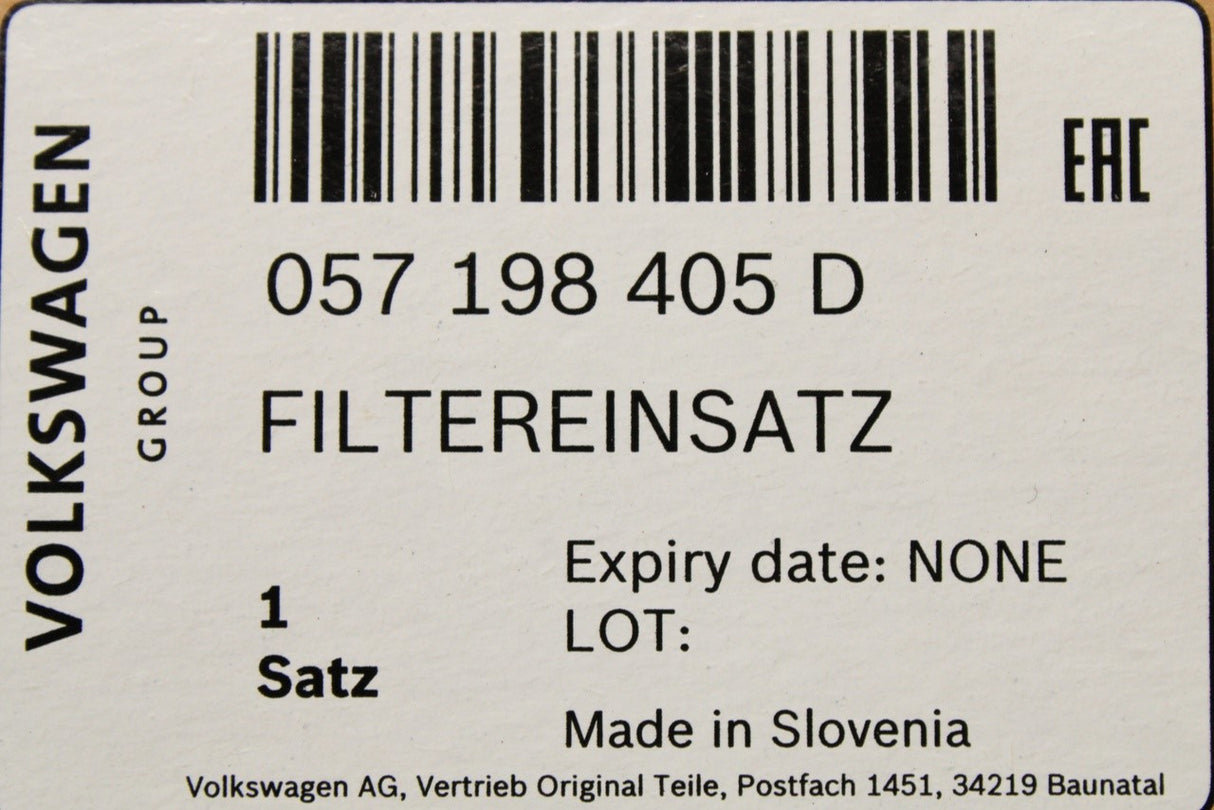 VOLKSWAGEN
GROUP
EAC
057 198 405 D
FILTEREINSATZ
1
Satz
Expiry date: NONE
LOT:
Made in Slovenia
Volkswagen AG, Vertrieb Original Teile, Postfach 1451, 34219 Baunatal